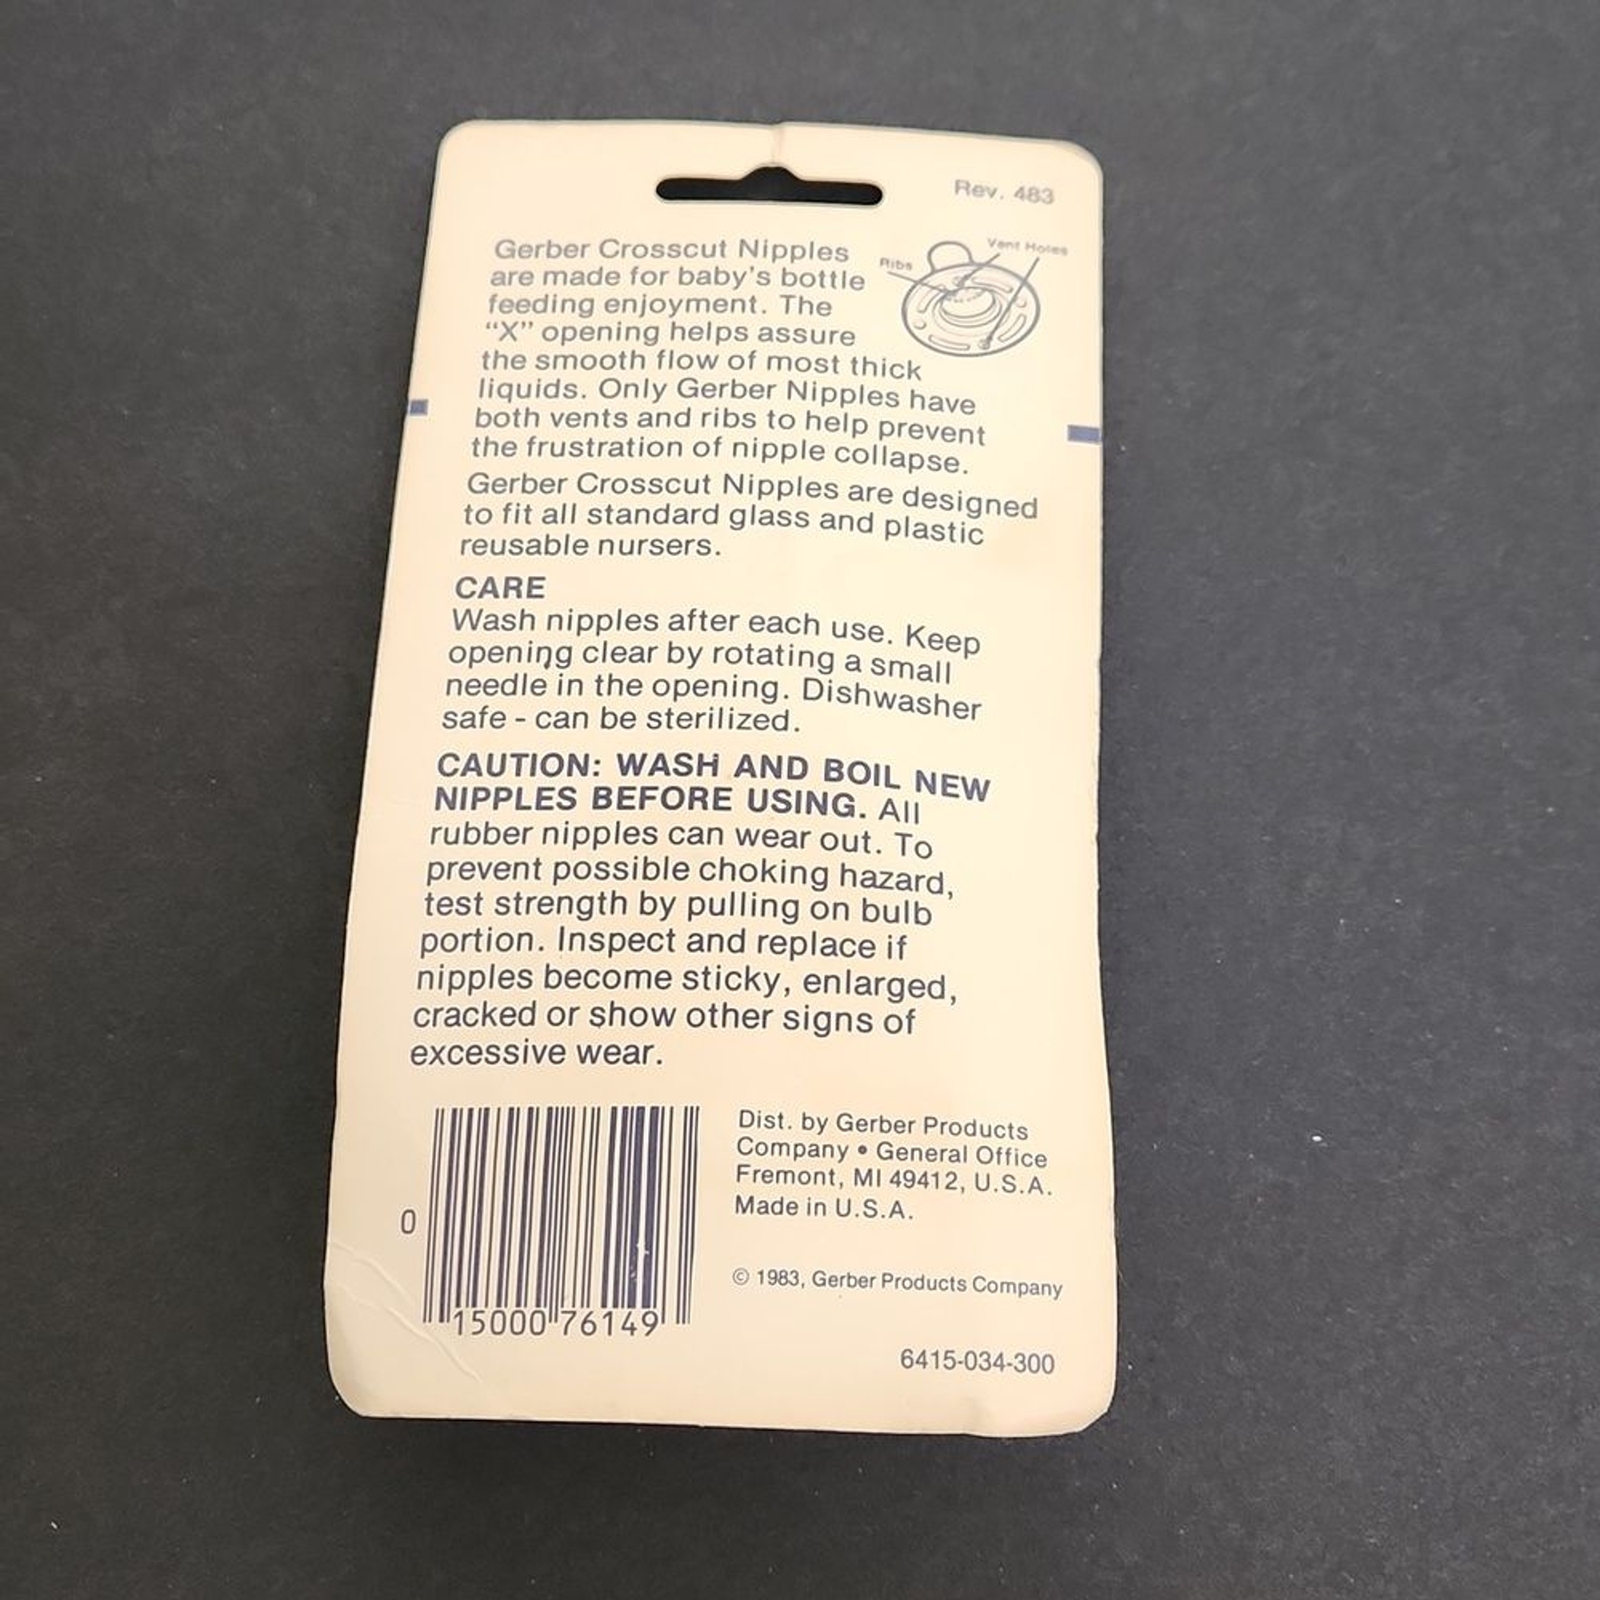 Rev. 483
Gerber Crosscut Nipples
are made for baby's bottle
feeding enjoyment. The
“X” opening helps assure
the smooth flow of most thick
liquids. Only Gerber Nipples have
both vents and ribs to help prevent
the frustration of nipple collapse.
Ribs
Vent Holes
Gerber Crosscut Nipples are designed
to fit all standard glass and plastic
reusable nursers.
CARE
Wash nipples after each use. Keep
opening clear by rotating a small
needle in the opening. Dishwasher
safe - can be sterilized.
CAUTION: WASH AND BOIL NEW
NIPPLES BEFORE USING. All
rubber nipples can wear out. To
prevent possible choking hazard,
test strength by pulling on bulb
portion. Inspect and replace if
nipples become sticky, enlarged,
cracked or show other signs of
excessive wear.
0
15000 76149
Dist. by Gerber Products
Company • General Office
Fremont, MI 49412, U.S.A.
Made in U.S.A.
© 1983, Gerber Products Company
6415-034-300